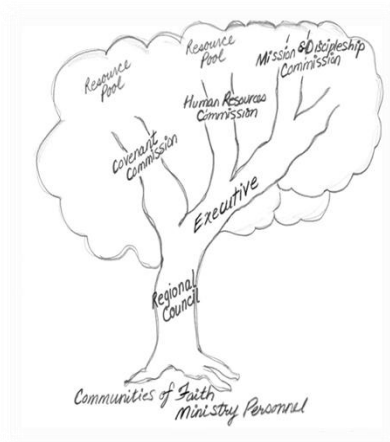 Resource
Pool
Resource
Pool
Mission & Discipleship
Commission
Human Resources
Commission
Covenant
Commission
Executive
Regional
Council
Communities of Faith
Ministry Personnel